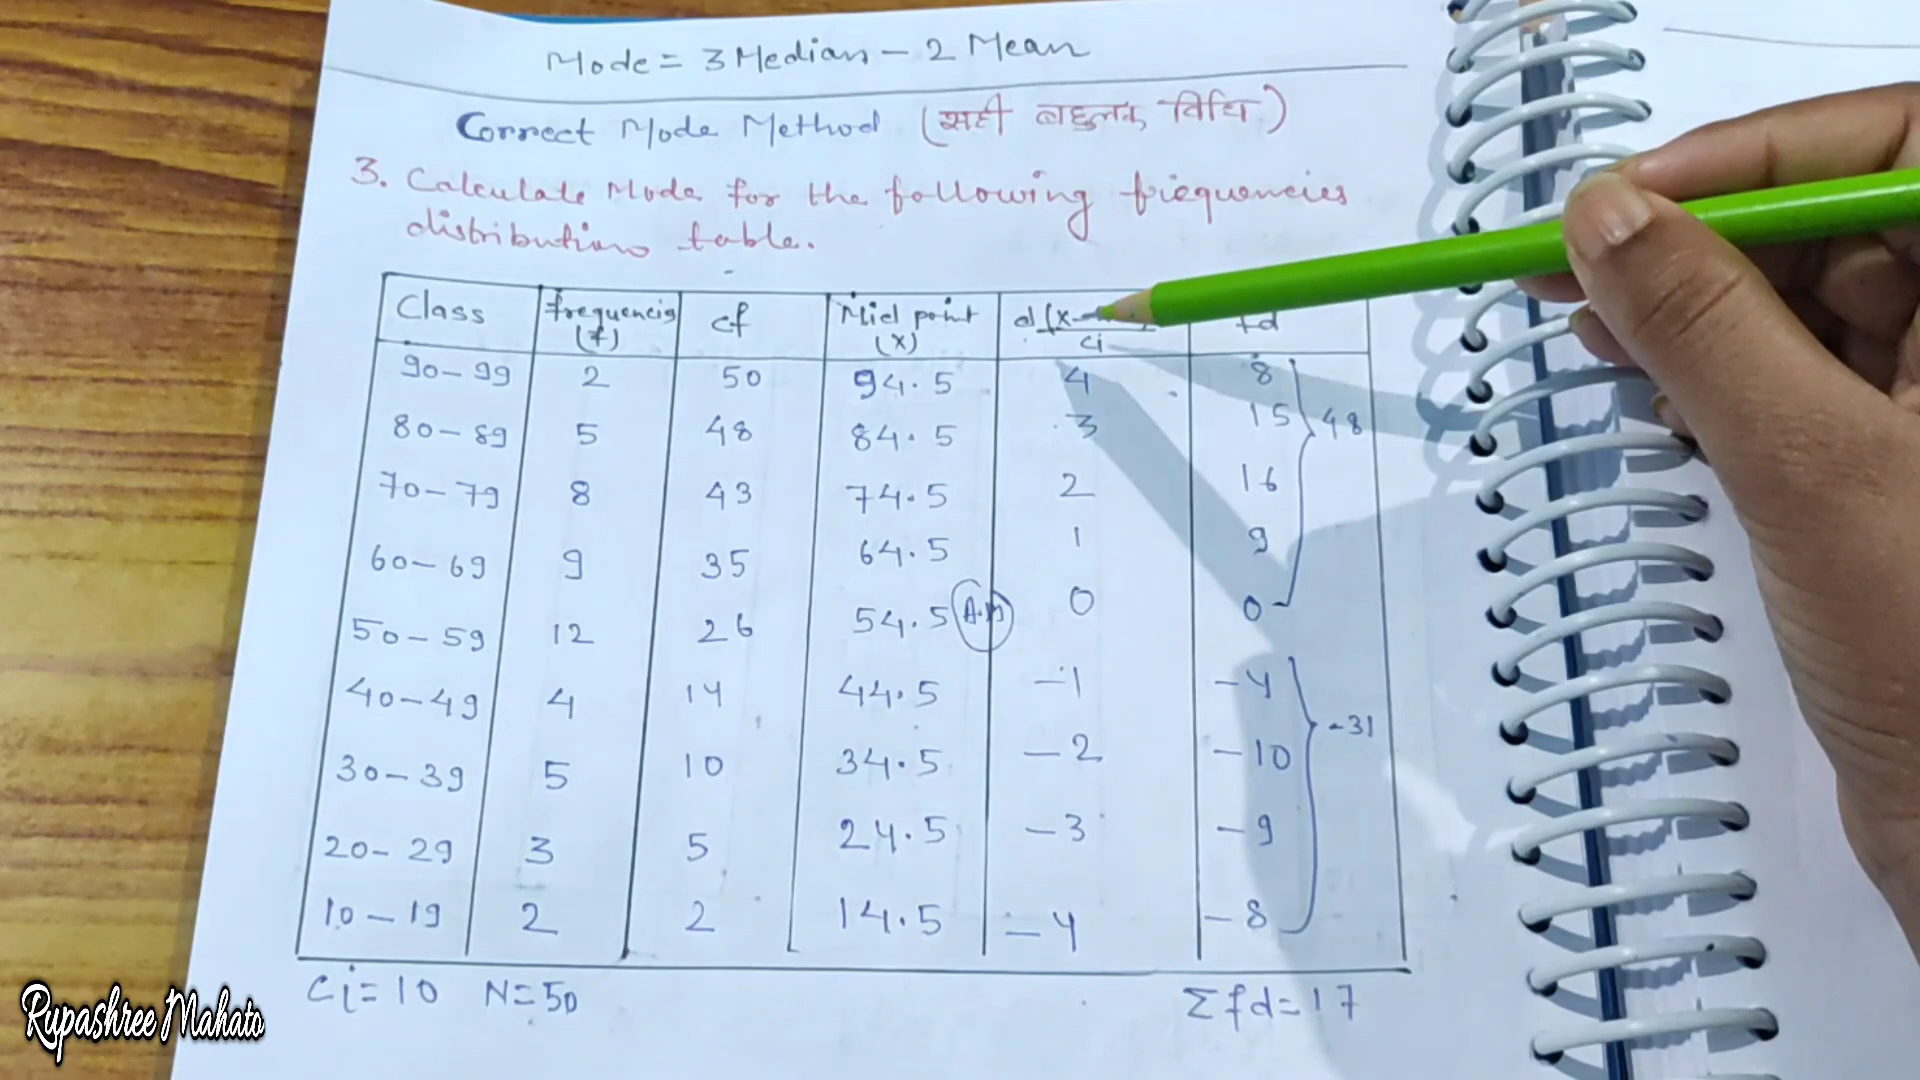 Mode = 3 Median - 2 Mean
Correct Mode Method (सही बहुलक विधि)
3. Calculate Mode for the following frequencies
distribution table.
Class frequencies (f) cf Mid point (x) d (x- ci fd
90-99 2 50 94.5 4 8
80-89 5 48 84.5 3 15 48
70-79 8 43 74.5 2 16
60-69 9 35 64.5 1 9
50-59 12 26 54.5 A.M 0 0
40-49 4 14 44.5 -1 -4
30-39 5 10 34.5 -2 -10 -31
20-29 3 5 24.5 -3 -9
10-19 2 2 14.5 -4 -8
Ci=10 N=50 Σfd=17
Rupashree Mahato